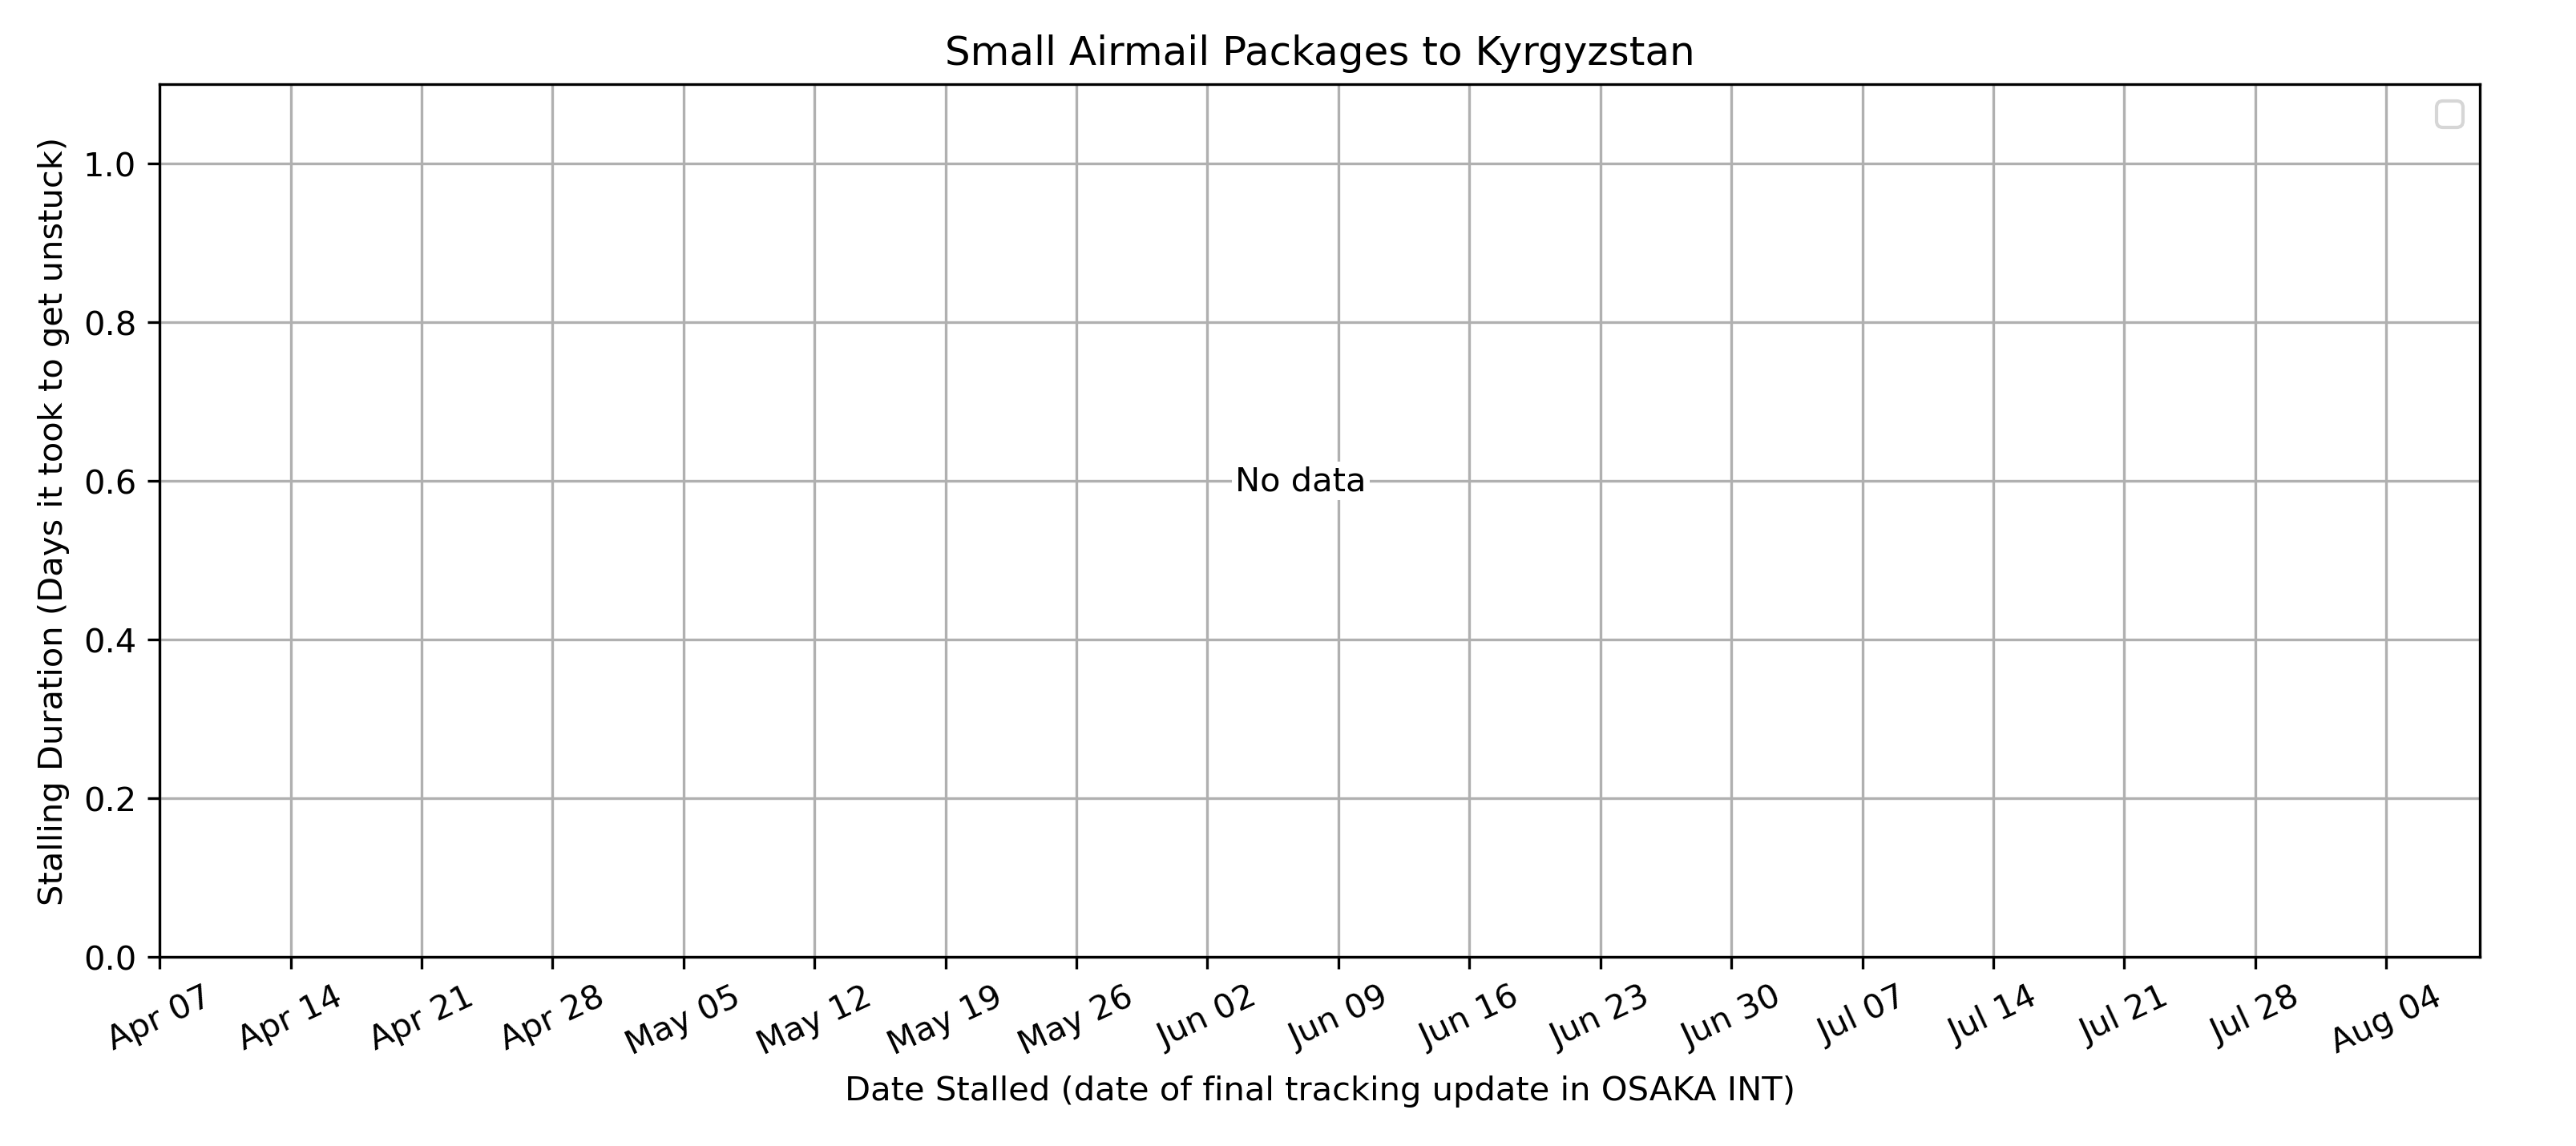 Small Airmail Packages to Kyrgyzstan
Stalling Duration (Days it took to get unstuck)
1.0
0.8
0.6
0.4
0.2
0.0
No data
Apr 07
Apr 14
Apr 21
Apr 28
May 05
May 12
May 19
May 26
Jun 02
Jun 09
Jun 16
Jun 23
Jun 30
Jul 07
Jul 14
Jul 21
Jul 28
Aug 04
Date Stalled (date of final tracking update in OSAKA INT)